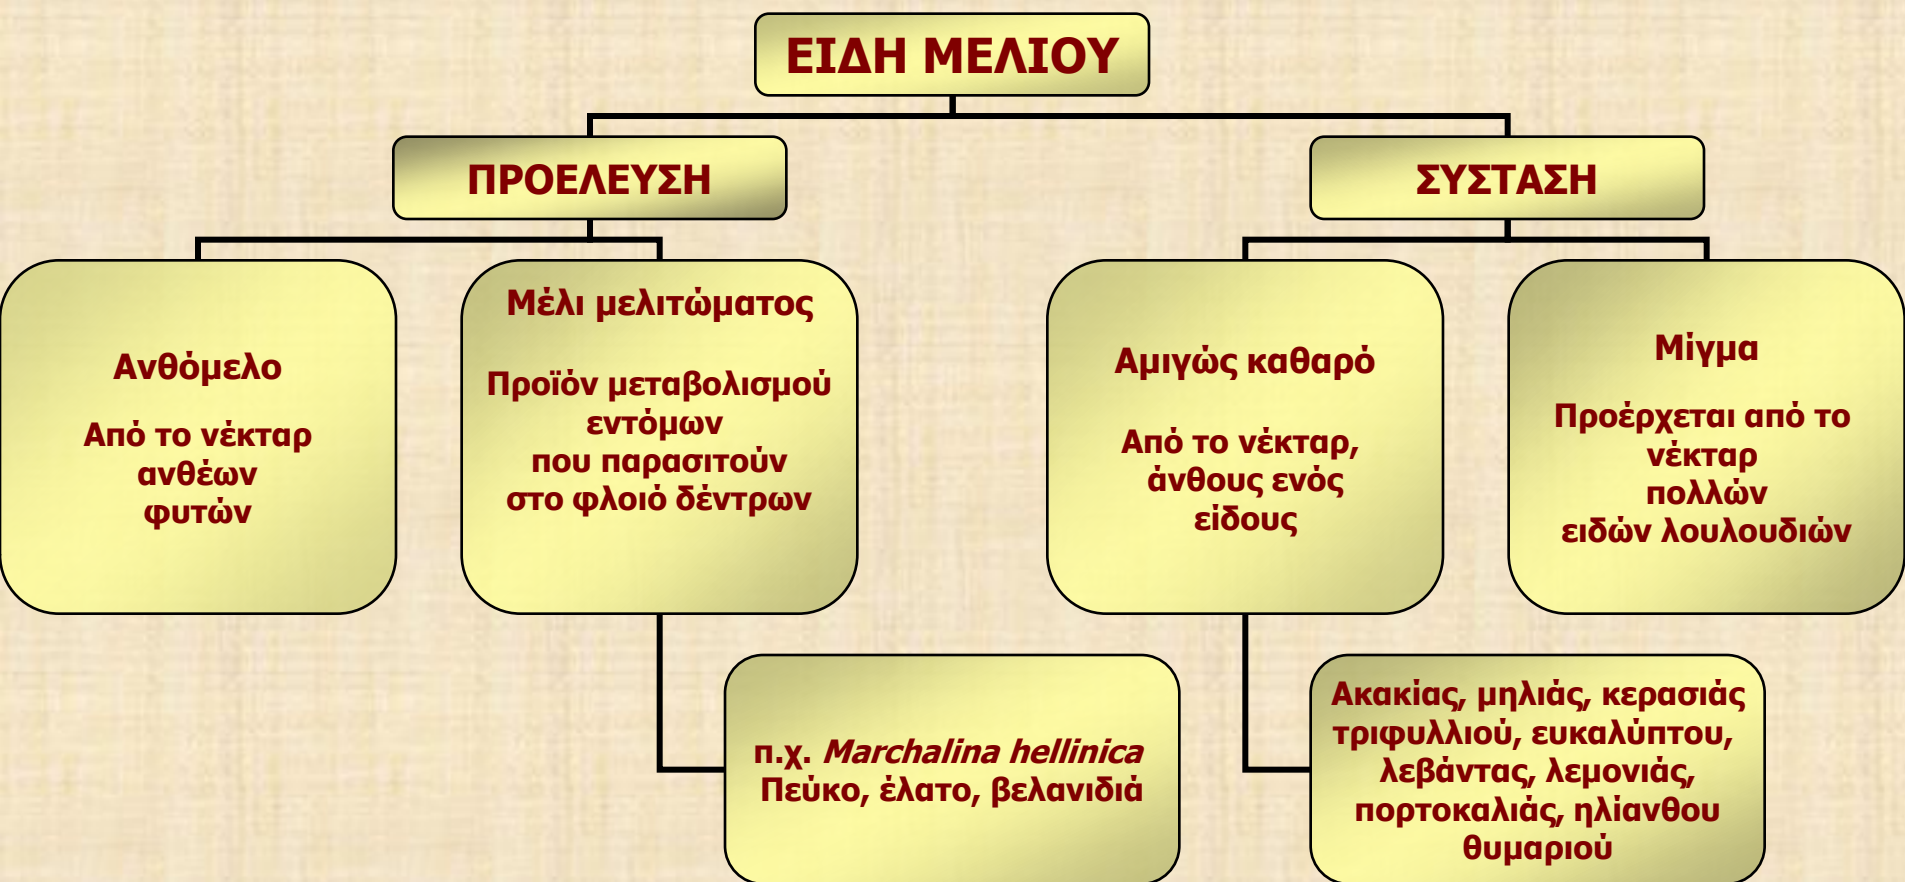 ΕΙΔΗ ΜΕΛΙΟΥ
ΠΡΟΕΛΕΥΣΗ
ΣΥΣΤΑΣΗ
Ανθόμελο
Από το νέκταρ
ανθέων
φυτών
Μέλι μελιτώματος
Προϊόν μεταβολισμού
εντόμων
που παρασιτούν
στο φλοιό δέντρων
Αμιγώς καθαρό
Από το νέκταρ,
άνθους ενός
είδους
Μίγμα
Προέρχεται από το
νέκταρ
πολλών
ειδών λουλουδιών
π.χ. Marchalina hellinica
Πεύκο, έλατο, βελανιδιά
Ακακίας, μηλιάς, κερασιάς
τριφυλλιού, ευκαλύπτου,
λεβάντας, λεμονιάς,
πορτοκαλιάς, ηλίανθου
θυμαριού